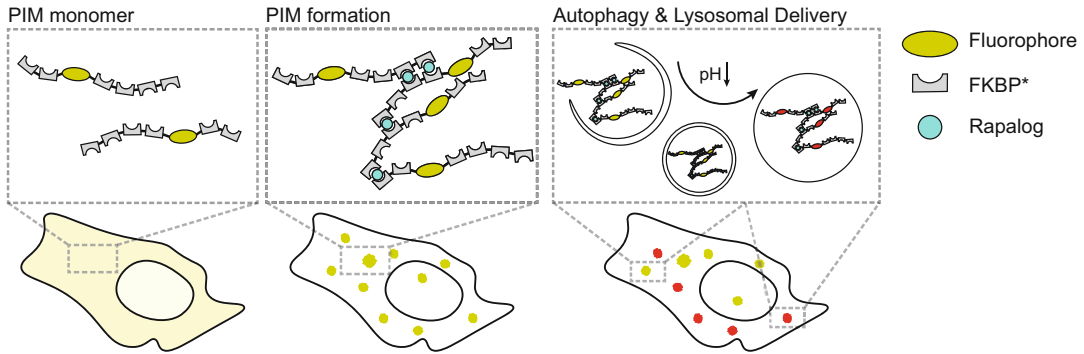 PIM monomer
PIM formation
Autophagy & Lysosomal Delivery
pH
Fluorophore
FKBP*
Rapalog